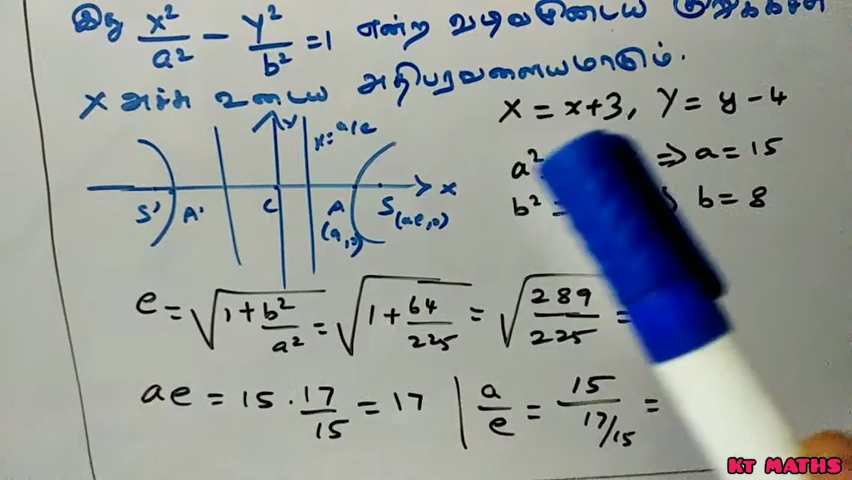 இது x²/a² - y²/b² = 1 என்ற வடிவமுடைய
X அச்சு உடைய அதிபரவளையமாகும்.
X = x+3, Y = y-4
a² ⇒ a = 15
b² = b = 8
Y
x = a/e
S' A' C A S x
(a, (ae,0)
e = √(1 + b²/a²) = √(1 + 64/225) = √(289/225) =
ae = 15 · 17/15 = 17 | a/e = 15/(17/15) =
KT MATHS